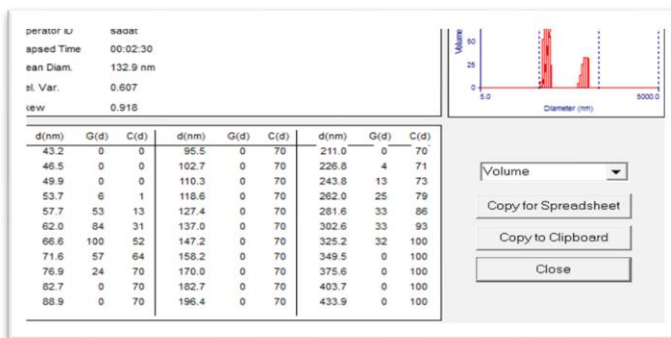 perator ID sadat
apsed Time 00:02:30
ean Diam. 132.9 nm
el. Var. 0.607
kew 0.918
Volume
50
25
0
5.0 5000.0
Diameter (nm)
d(nm) G(d) C(d) d(nm) G(d) C(d) d(nm) G(d) C(d)
43.2 0 0 95.5 0 70 211.0 0 70
46.5 0 0 102.7 0 70 226.8 4 71
49.9 0 0 110.3 0 70 243.8 13 73
53.7 6 1 118.6 0 70 262.0 25 79
57.7 53 13 127.4 0 70 281.6 33 86
62.0 84 31 137.0 0 70 302.6 33 93
66.6 100 52 147.2 0 70 325.2 32 100
71.6 57 64 158.2 0 70 349.5 0 100
76.9 24 70 170.0 0 70 375.6 0 100
82.7 0 70 182.7 0 70 403.7 0 100
88.9 0 70 196.4 0 70 433.9 0 100
Volume
Copy for Spreadsheet
Copy to Clipboard
Close